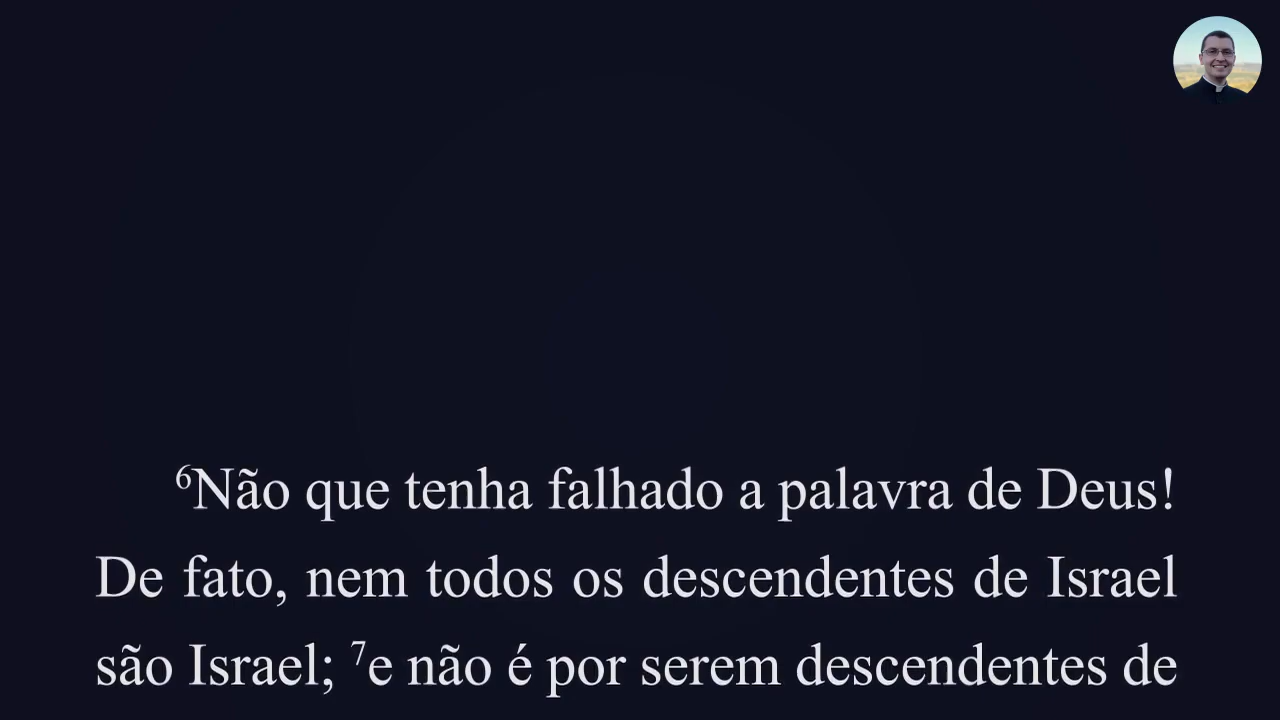 ⁶Não que tenha falhado a palavra de Deus!
De fato, nem todos os descendentes de Israel
são Israel; ⁷e não é por serem descendentes de